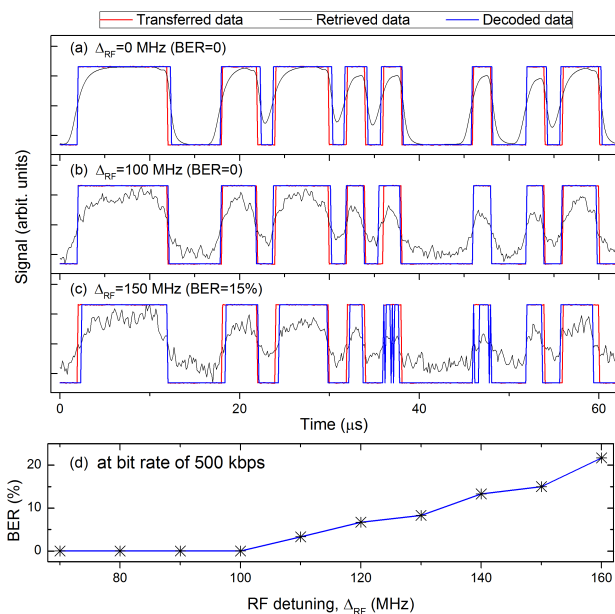 Transferred data Retrieved data Decoded data
(a) Δ_RF=0 MHz (BER=0)
(b) Δ_RF=100 MHz (BER=0)
(c) Δ_RF=150 MHz (BER=15%)
Signal (arbit. units)
0 20 40 60
Time (μs)
(d) at bit rate of 500 kbps
BER (%)
20
10
0
80 100 120 140 160
RF detuning, Δ_RF (MHz)